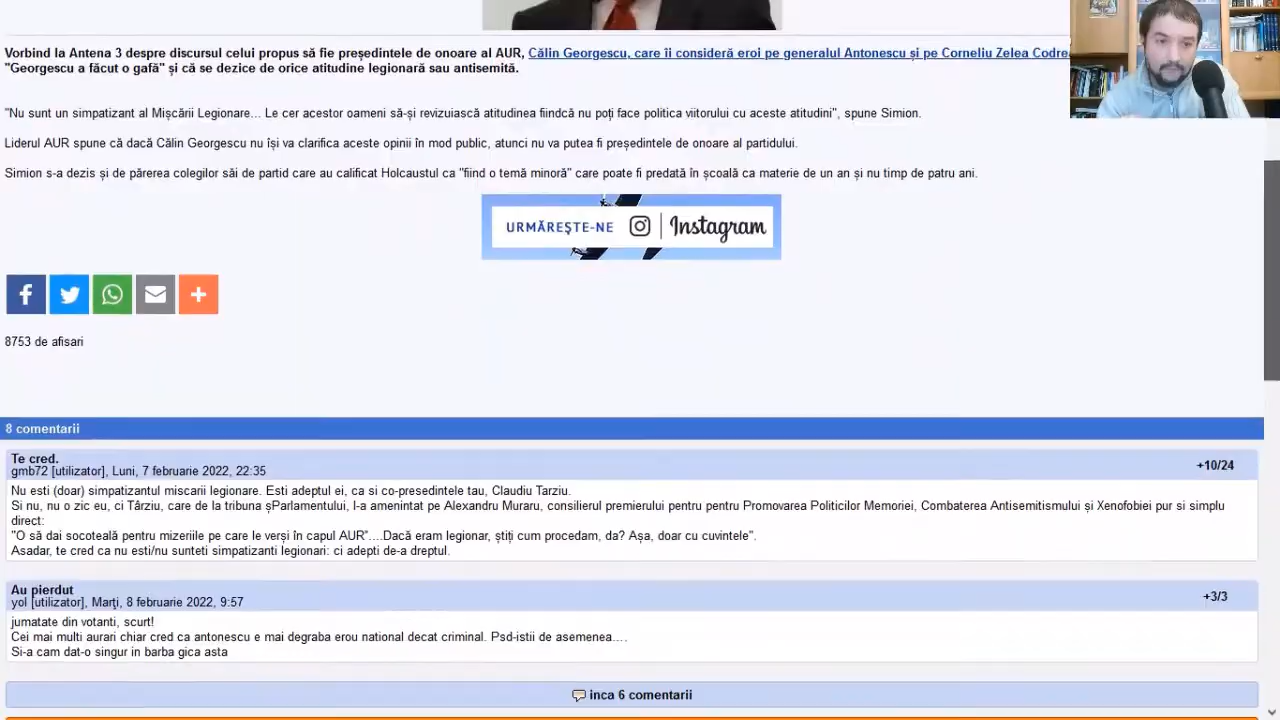 Vorbind la Antena 3 despre discursul celui propus să fie președintele de onoare al AUR, Călin Georgescu, care îi consideră eroi pe generalul Antonescu și pe Corneliu Zelea Codre
"Georgescu a făcut o gafă" și că se dezice de orice atitudine legionară sau antisemită.
"Nu sunt un simpatizant al Mișcării Legionare... Le cer acestor oameni să-și revizuiască atitudinea fiindcă nu poți face politica viitorului cu aceste atitudini", spune Simion.
Liderul AUR spune că dacă Călin Georgescu nu își va clarifica aceste opinii în mod public, atunci nu va putea fi președintele de onoare al partidului.
Simion s-a dezis și de părerea colegilor săi de partid care au calificat Holcaustul ca "fiind o temă minoră" care poate fi predată în școală ca materie de un an și nu timp de patru ani.
URMĂREȘTE-NE | Instagram
8753 de afisari
8 comentarii
Te cred.
gmb72 [utilizator], Luni, 7 februarie 2022, 22:35
+10/24
Nu esti (doar) simpatizantul miscarii legionare. Esti adeptul ei, ca si co-presedintele tau, Claudiu Tarziu.
Si nu, nu o zic eu, ci Târziu, care de la tribuna șParlamentului, l-a amenintat pe Alexandru Muraru, consilierul premierului pentru pentru Promovarea Politicilor Memoriei, Combaterea Antisemitismului și Xenofobiei pur si simplu
direct:
"O să dai socoteală pentru mizeriile pe care le verși în capul AUR"....Dacă eram legionar, știți cum procedam, da? Așa, doar cu cuvintele".
Asadar, te cred ca nu esti/nu sunteti simpatizanti legionari: ci adepti de-a dreptul.
Au pierdut
yol [utilizator], Marţi, 8 februarie 2022, 9:57
+3/3
jumatate din votanti, scurt!
Cei mai multi aurari chiar cred ca antonescu e mai degraba erou national decat criminal. Psd-istii de asemenea....
Si-a cam dat-o singur in barba gica asta
inca 6 comentarii